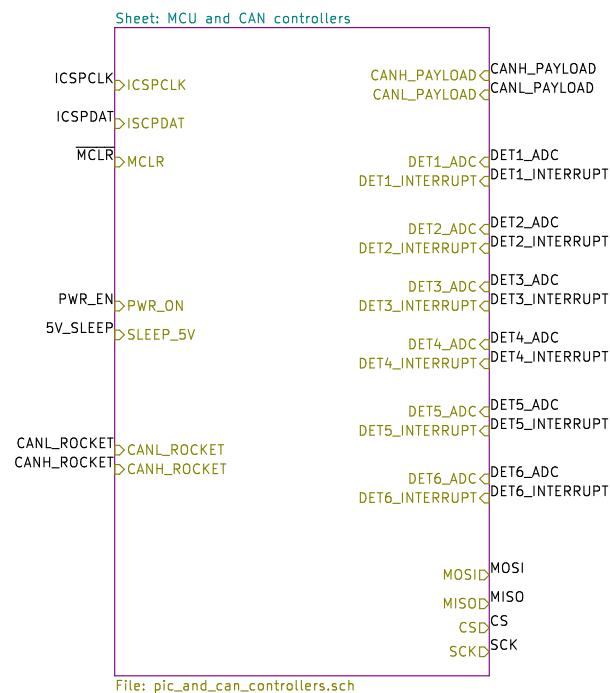 Sheet: MCU and CAN controllers
ICSPCLK
ICSPCLK
ICSPDAT
ISCPDAT
MCLR
MCLR
PWR_EN
PWR_ON
5V_SLEEP
SLEEP_5V
CANL_ROCKET
CANL_ROCKET
CANH_ROCKET
CANH_ROCKET
CANH_PAYLOAD CANH_PAYLOAD
CANL_PAYLOAD CANL_PAYLOAD
DET1_ADC DET1_ADC
DET1_INTERRUPT DET1_INTERRUPT
DET2_ADC DET2_ADC
DET2_INTERRUPT DET2_INTERRUPT
DET3_ADC DET3_ADC
DET3_INTERRUPT DET3_INTERRUPT
DET4_ADC DET4_ADC
DET4_INTERRUPT DET4_INTERRUPT
DET5_ADC DET5_ADC
DET5_INTERRUPT DET5_INTERRUPT
DET6_ADC DET6_ADC
DET6_INTERRUPT DET6_INTERRUPT
MOSI MOSI
MISO MISO
CS CS
SCK SCK
File: pic_and_can_controllers.sch